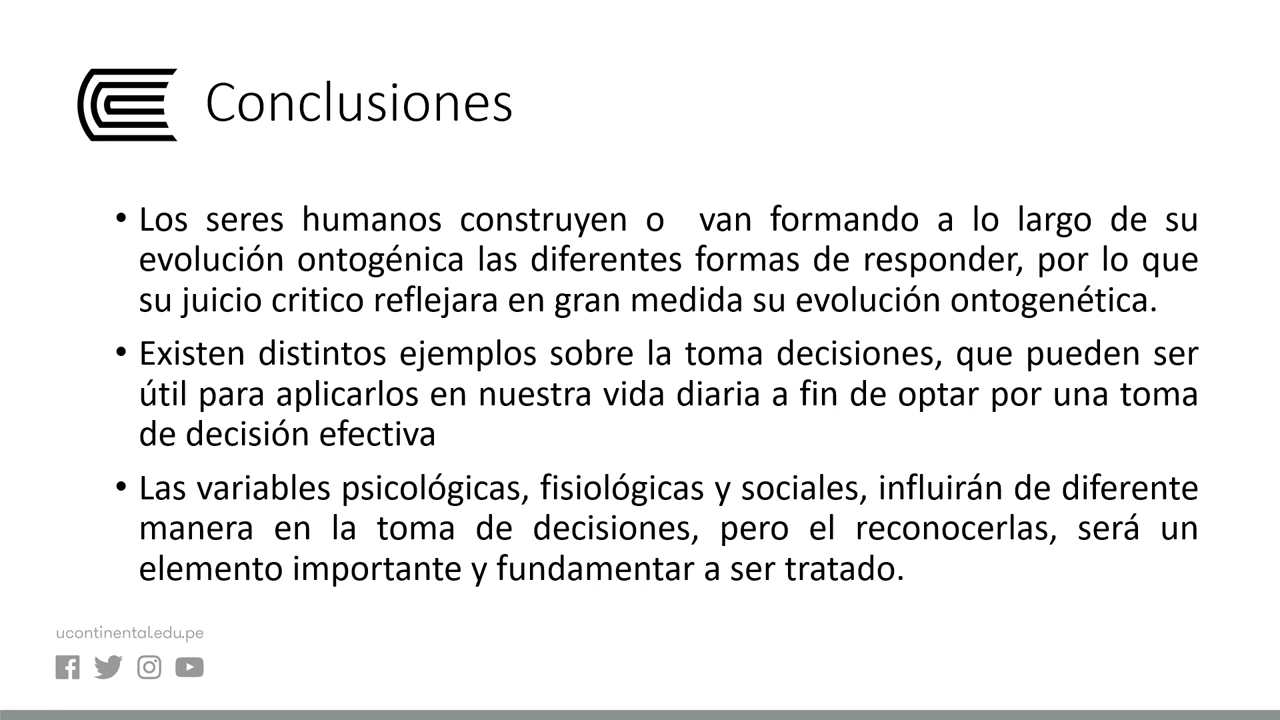 Conclusiones
• Los seres humanos construyen o van formando a lo largo de su
evolución ontogénica las diferentes formas de responder, por lo que
su juicio critico reflejara en gran medida su evolución ontogenética.
• Existen distintos ejemplos sobre la toma decisiones, que pueden ser
útil para aplicarlos en nuestra vida diaria a fin de optar por una toma
de decisión efectiva
• Las variables psicológicas, fisiológicas y sociales, influirán de diferente
manera en la toma de decisiones, pero el reconocerlas, será un
elemento importante y fundamentar a ser tratado.
ucontinental.edu.pe